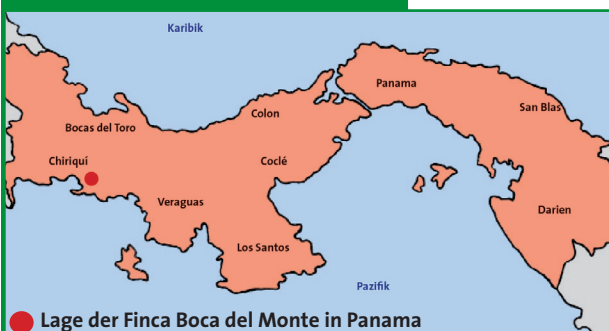 Karibik
Panama
San Blas
Colon
Bocas del Toro
Chiriquí
Coclé
Veraguas
Darien
Los Santos
Pazifik
Lage der Finca Boca del Monte in Panama